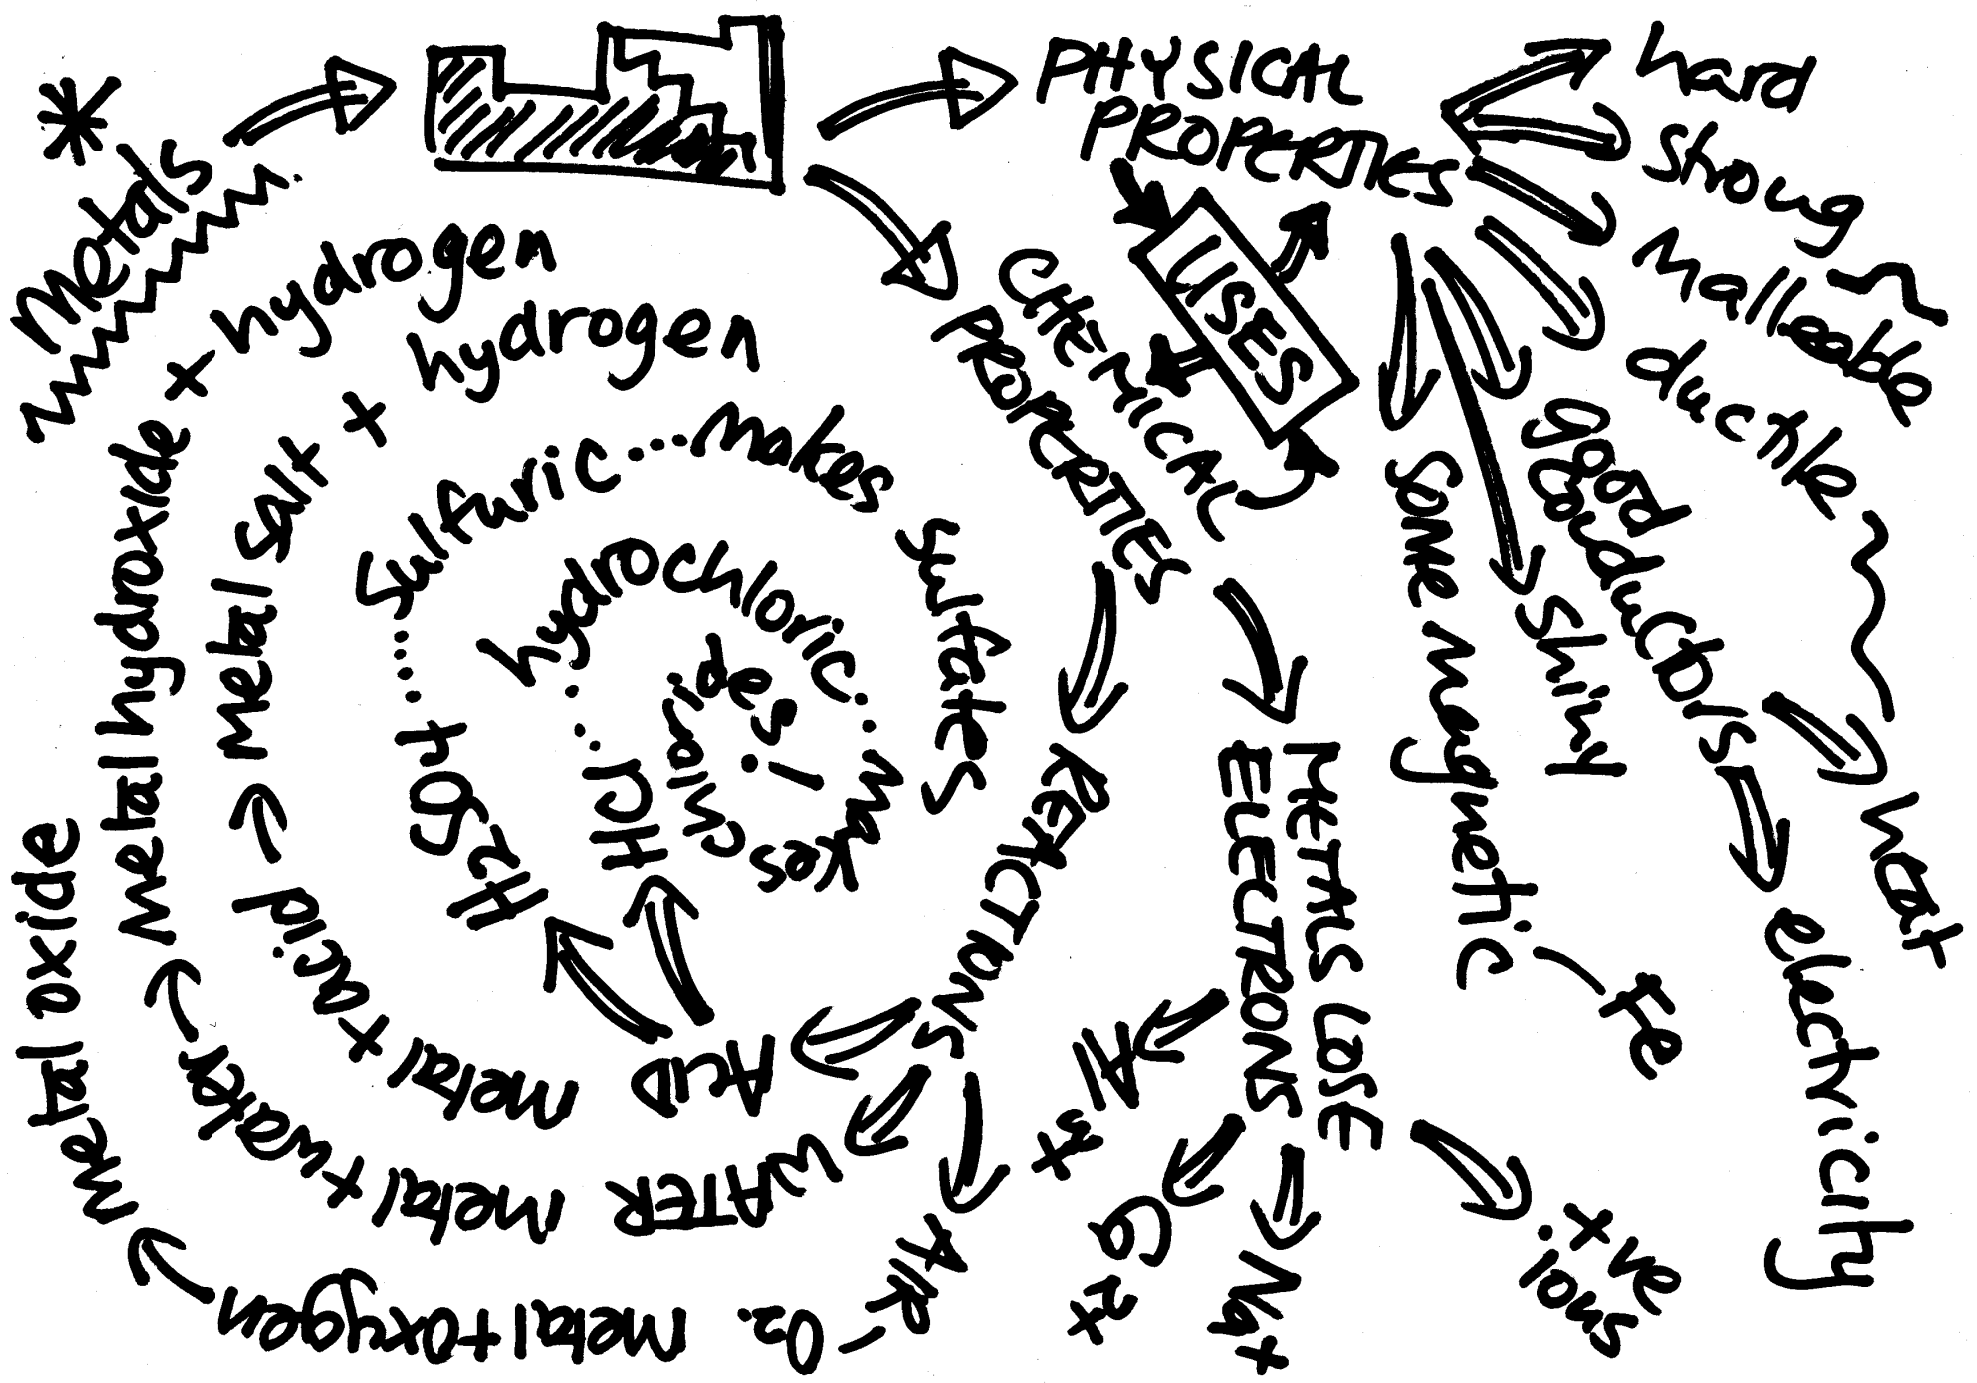 * Metals
PHYSICAL
PROPERTIES
hard
strong
Malleable
ductile
good
conductors
heat
electricity
Shiny
Some magnetic
Fe
USES
CHEMICAL
PROPERTIES
METALS LOSE
ELECTRONS
+ve
ions
Na+
Ca2+
Al3+
REACTIONS
ACID
metal + acid → metal salt + hydrogen
H2SO4 ..... sulfuric ... makes sulfates
HCl .... hydrochloric ... makes chlorides!
WATER
metal + water → metal hydroxide + hydrogen
AIR - O2.
metal + oxygen → metal oxide